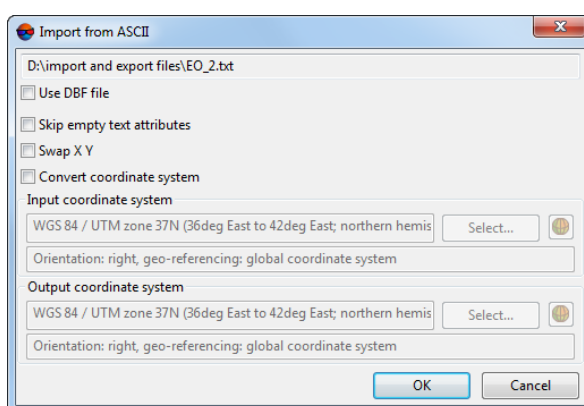 Import from ASCII
D:\import and export files\EO_2.txt
Use DBF file
Skip empty text attributes
Swap X Y
Convert coordinate system
Input coordinate system
WGS 84 / UTM zone 37N (36deg East to 42deg East; northern hemis
Select...
Orientation: right, geo-referencing: global coordinate system
Output coordinate system
WGS 84 / UTM zone 37N (36deg East to 42deg East; northern hemis
Select...
Orientation: right, geo-referencing: global coordinate system
OK
Cancel